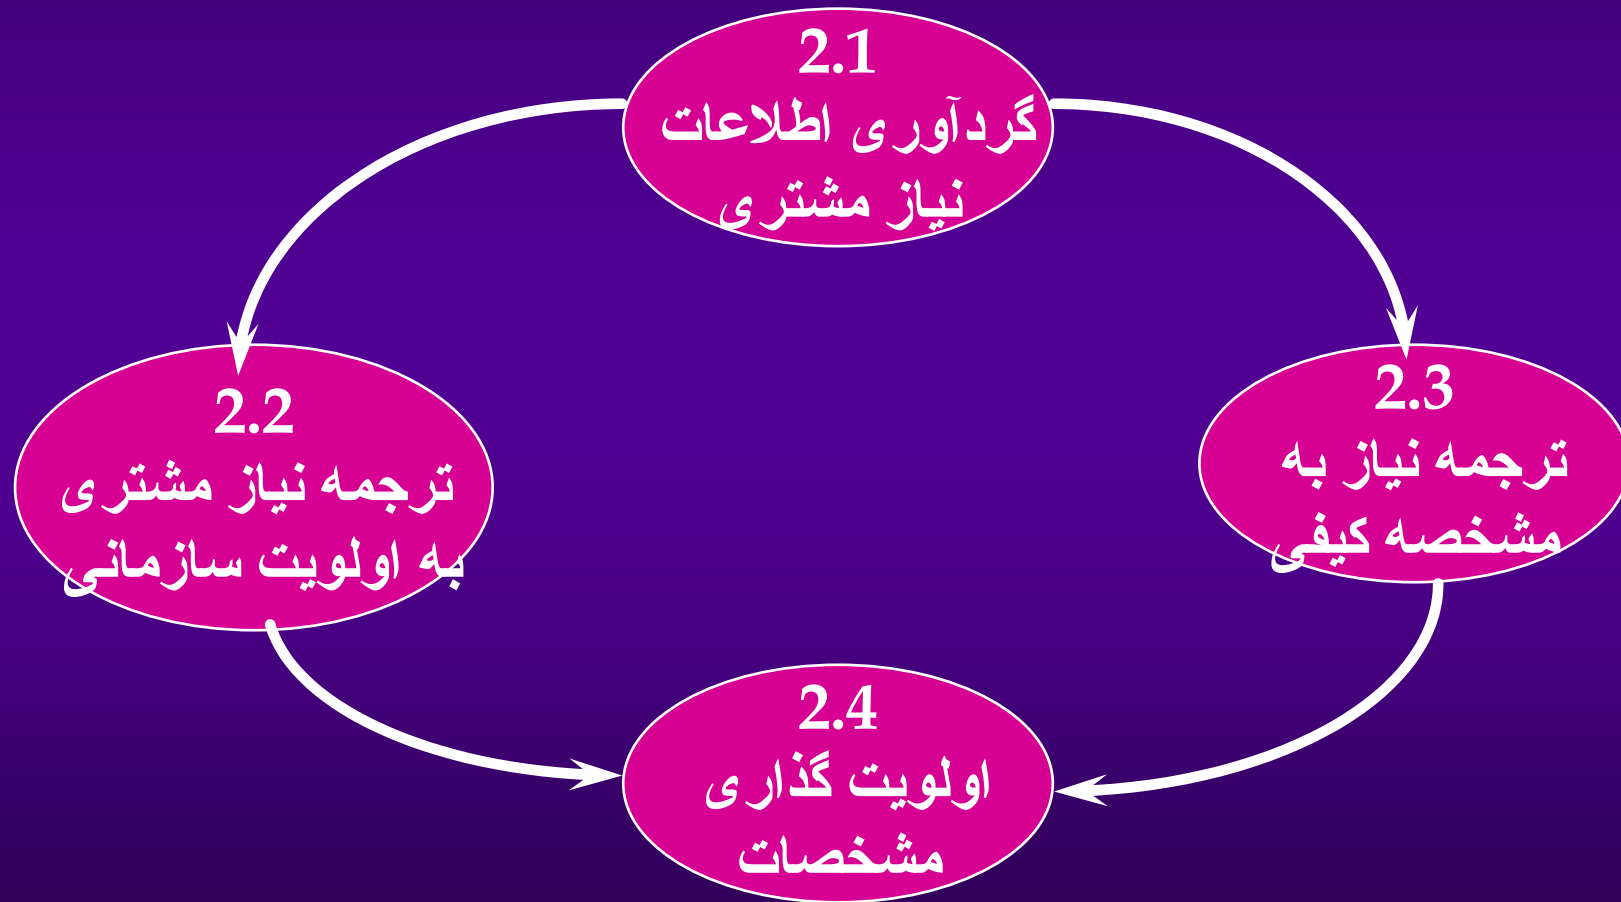 2.1
گردآوری اطلاعات
نیاز مشتری
2.2
ترجمه نیاز مشتری
به اولویت سازمانی
2.3
ترجمه نیاز به
مشخصه کیفی
2.4
اولویت گذاری
مشخصات